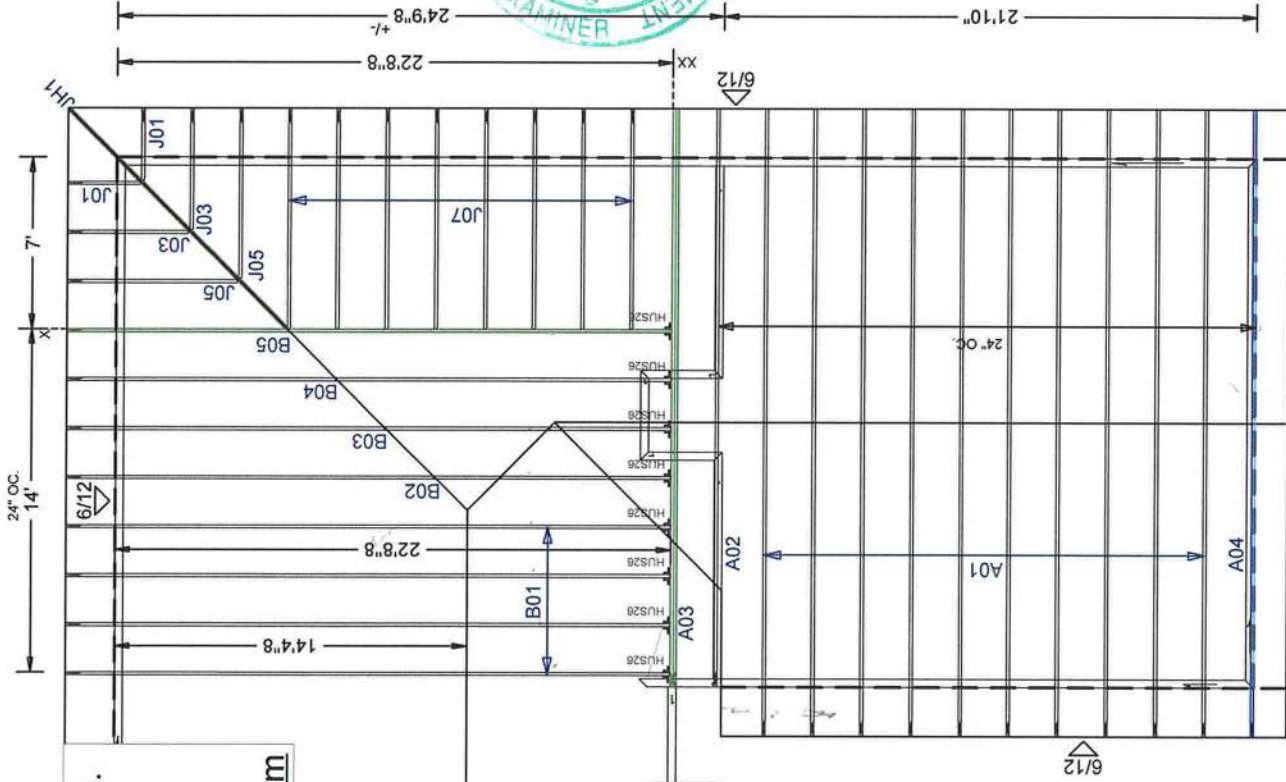 24'9"8
+/-
21'10"
EXAMINER
MENT
22'8"8
XX
6/12
JH1
J01
J01
7'
J03
J03
J05
J05
J07
X
B05
HUS26
24" OC.
14'
B04
HUS26
24" OC.
6/12
B03
HUS26
B02
HUS26
22'8"8
HUS26
A02
B01
HUS26
A01
A04
14'4"8
HUS26
A03
HUS26
m
6/12